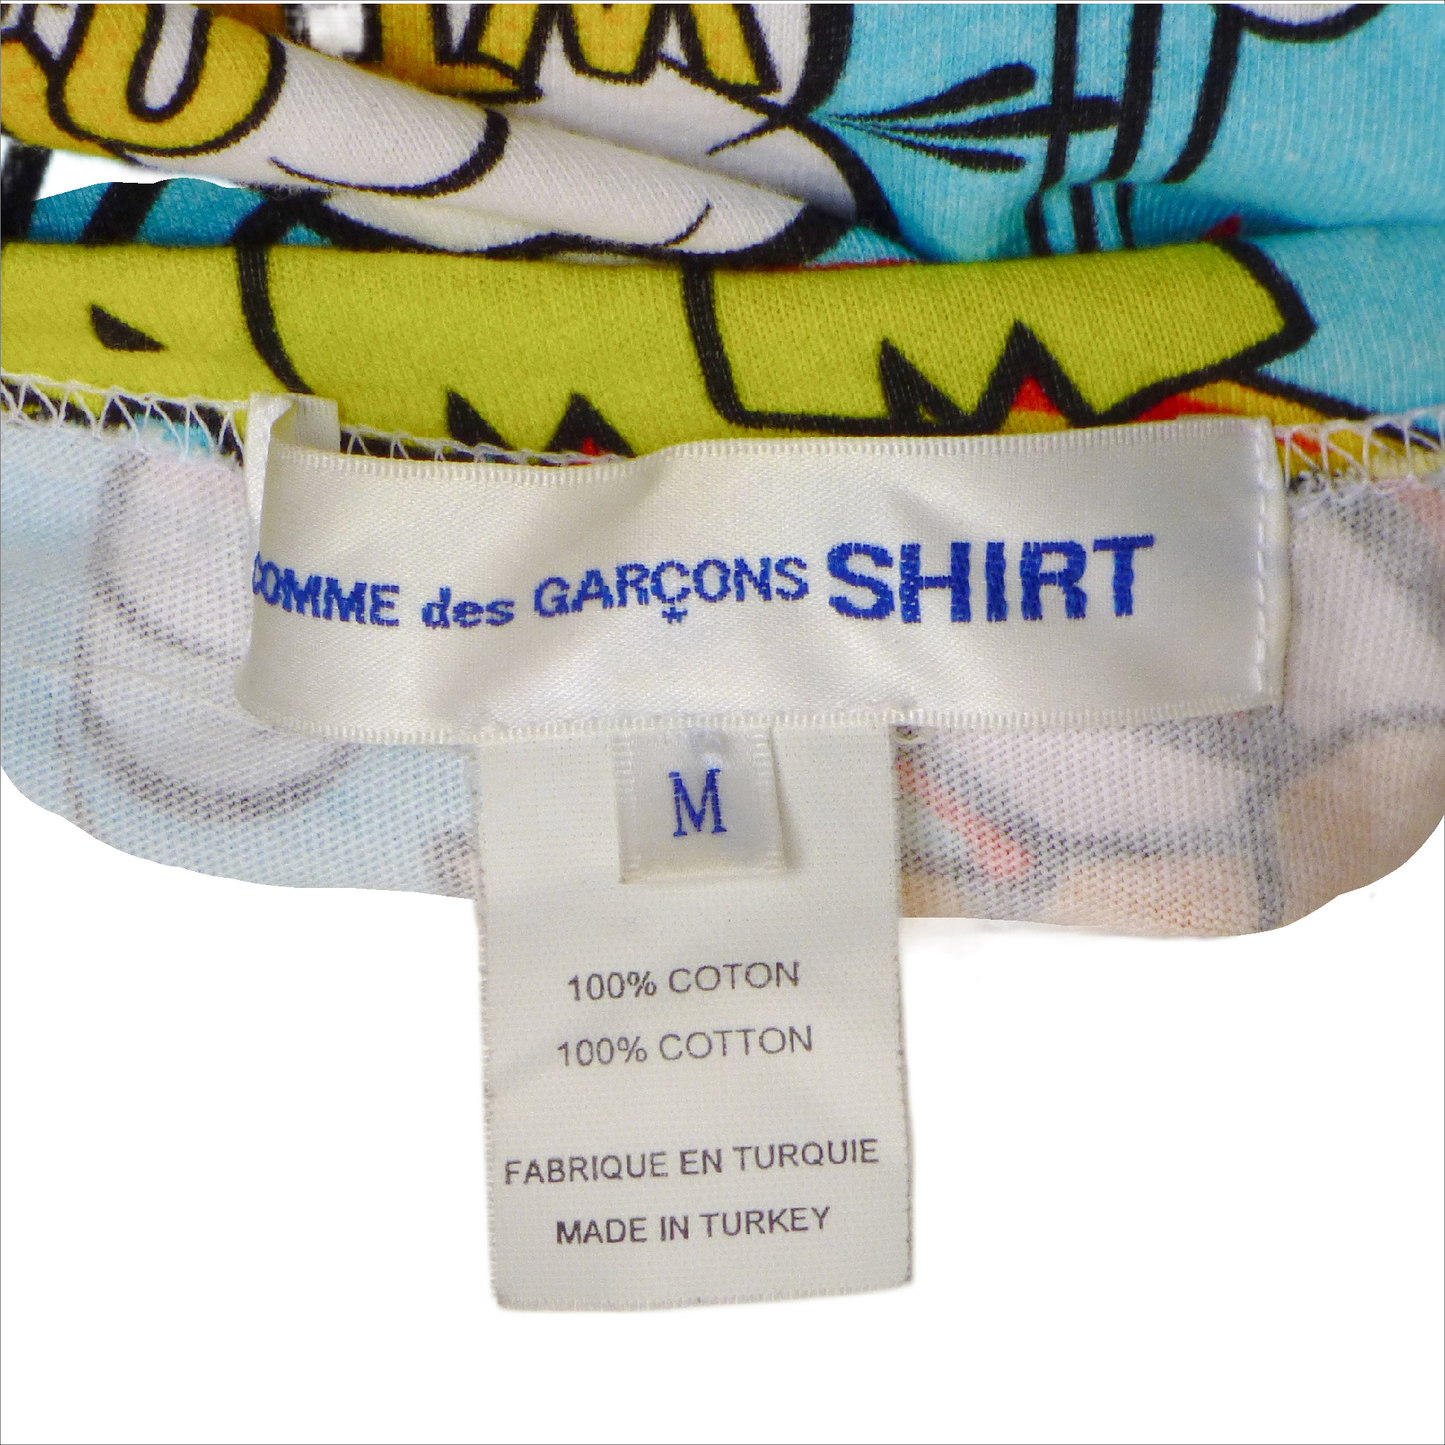 COMME des GARÇONS SHIRT
M
100% COTON
100% COTTON
FABRIQUE EN TURQUIE
MADE IN TURKEY